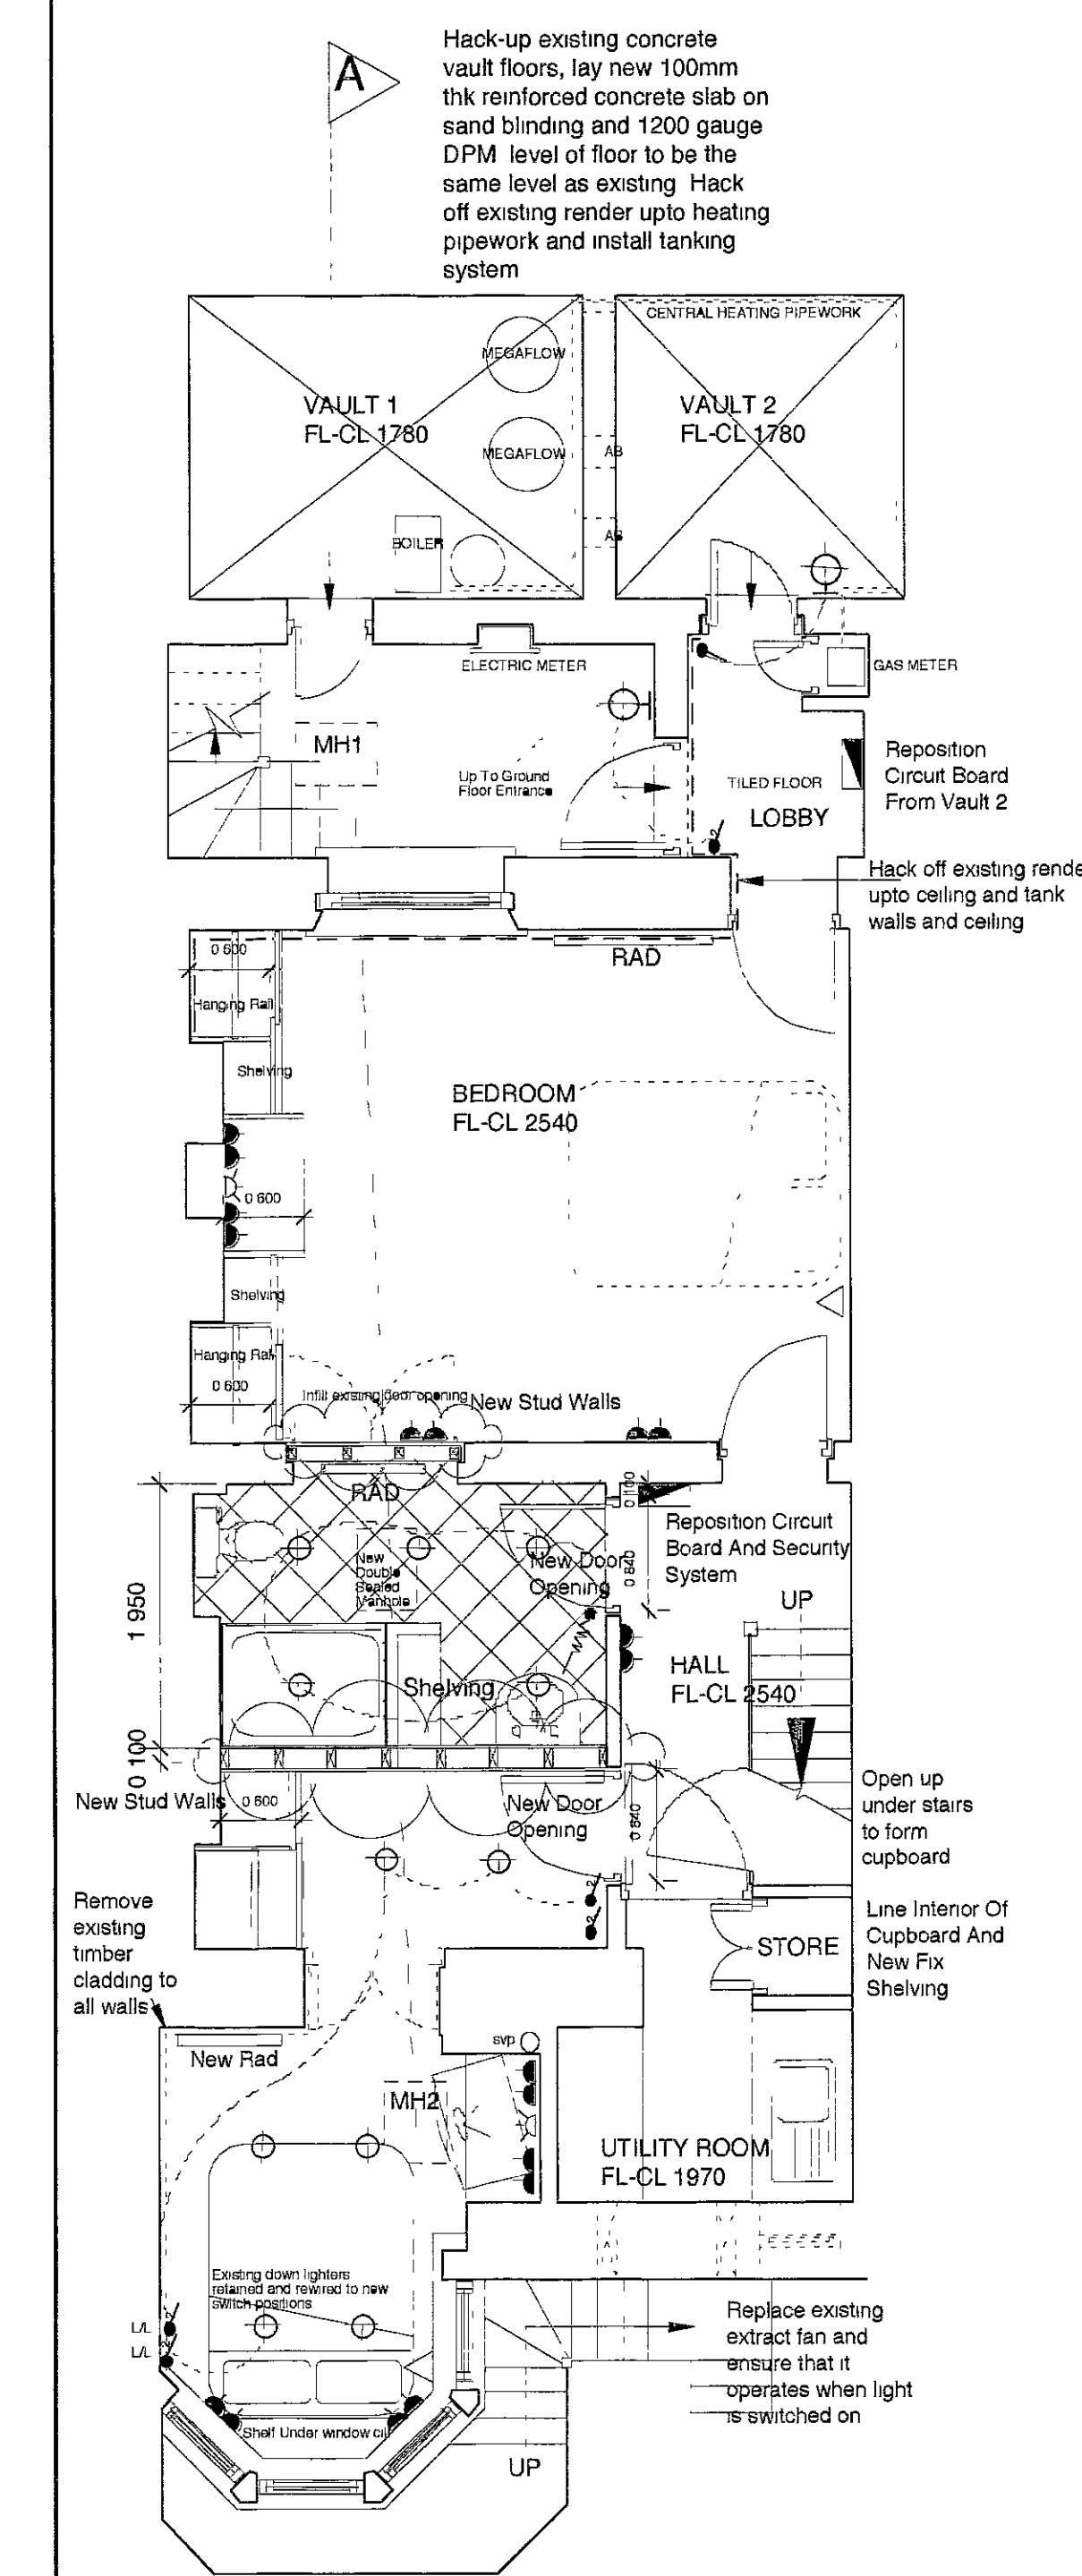 A
Hack-up existing concrete
vault floors, lay new 100mm
thk reinforced concrete slab on
sand blinding and 1200 gauge
DPM level of floor to be the
same level as existing Hack
off existing render upto heating
pipework and install tanking
system
CENTRAL HEATING PIPEWORK
MEGAFLOW
VAULT 1
FL-CL 1780
VAULT 2
FL-CL 1780
MEGAFLOW
AB
AB
BOILER
ELECTRIC METER
GAS METER
MH1
Up To Ground
Floor Entrance
TILED FLOOR
LOBBY
Reposition
Circuit Board
From Vault 2
Hack off existing rende
upto ceiling and tank
walls and ceiling
RAD
0 600
Hanging Rail
Shelving
BEDROOM
FL-CL 2540
0 600
Shelving
Hanging Rail
0 600
Infill existing door opening
New Stud Walls
RAD
0 100
Reposition Circuit
Board And Security
System
New
Double
Sealed
Manhole
New Door
Opening
0 840
UP
1 950
HALL
FL-CL 2540
Shelving
0 100
New Stud Walls
0 600
New Door
Opening
0 840
Open up
under stairs
to form
cupboard
2
2
Remove
existing
timber
cladding to
all walls
Line Interior Of
Cupboard And
New Fix
Shelving
STORE
svp
New Rad
MH2
UTILITY ROOM
FL-CL 1970
Existing down lighters
retained and rewired to new
switch positions
L/L
L/L
Replace existing
extract fan and
ensure that it
operates when light
is switched on
Shelf Under window cil
UP